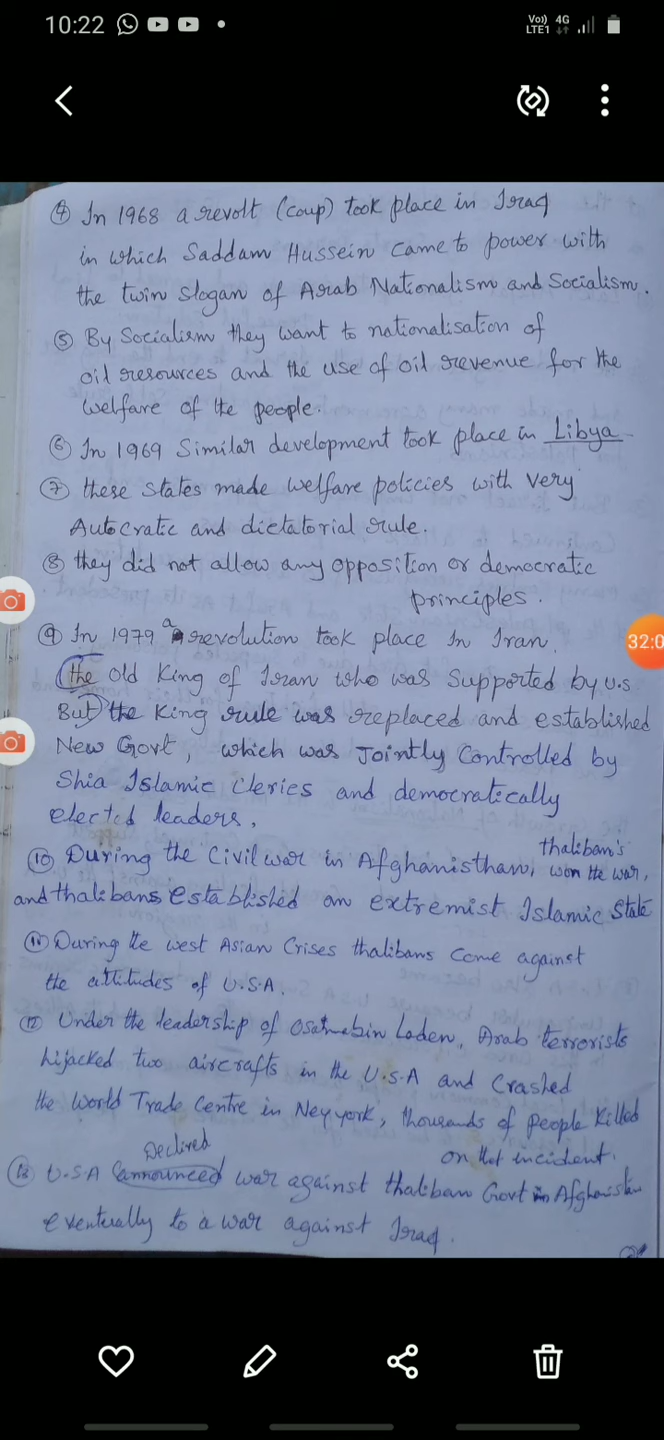 10:22
Vo)) 4G
LTE1
④ In 1968 a revolt (coup) took place in Iraq
in which Saddam Hussein came to power with
the twin slogan of Arab Nationalism and Socialism.
⑤ By Socialism they want to nationalisation of
oil resources and the use of oil revenue for the
welfare of the people.
⑥ In 1969 Similar development took place in Libya
⑦ these States made welfare policies with very
Autocratic and dictatorial rule.
⑧ they did not allow any opposition or democratic
principles.
⑨ In 1979 a revolution took place In Iran.
32:0
the Old King of Iran who was Supported by U.S
But the King rule was replaced and established
New Govt, which was Jointly Controlled by
Shia Islamic Cleries and democratically
elected leaders,
thaliban's
⑩ During the Civil war in Afghanisthan, won the war,
and thalibans established an extremist Islamic State
⑪ During the west Asian Crises thalibans Come against
the attitudes of U.S.A.
⑫ Under the leadership of Osamabin Laden, Arab terrorists
hijacked two aircrafts in the U.S.A and Crashed
the World Trade Centre in Neyyork, thousands of people killed
Declired
on that incident.
⑬ U.S.A announced war against thaliban Govt in Afghanistan
eventually to a war against Iraq.